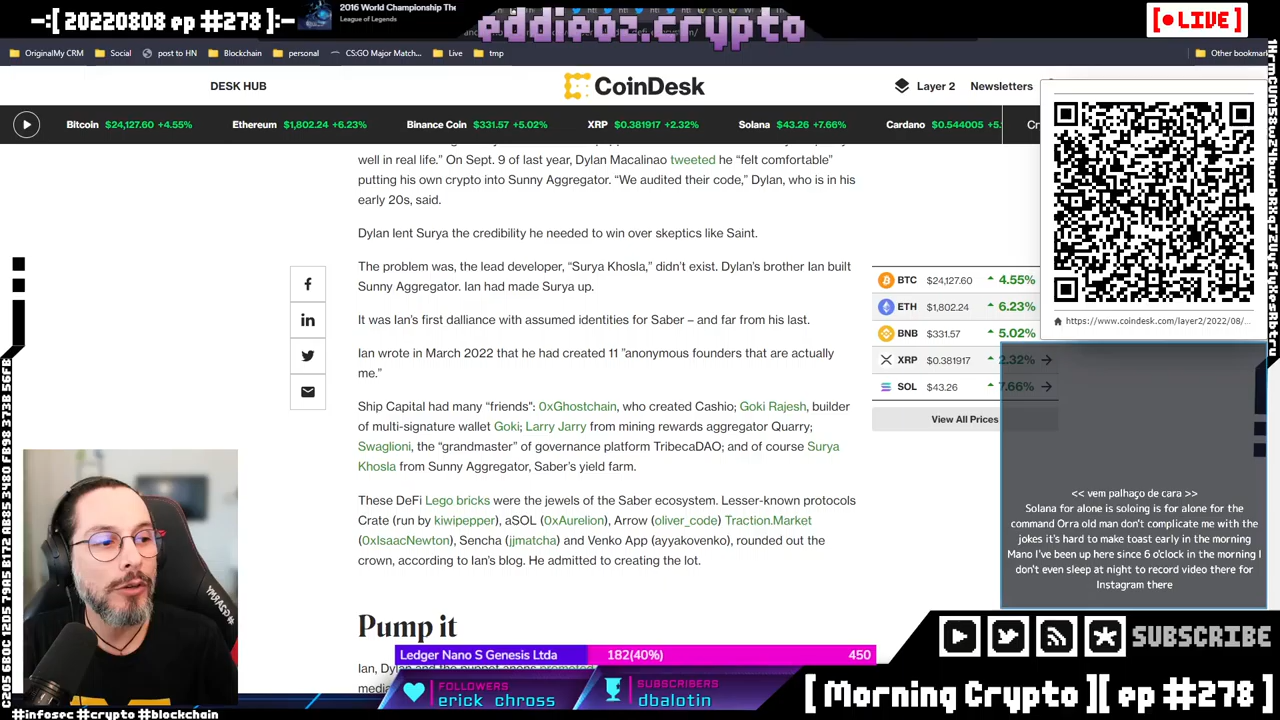 -:[ 20220808 ep #278 ]:-
2016 World Championship The
League of Legends
eddieoz.crypto
[ ● LIVE ]
OriginalMy CRM
Social
post to HN
Blockchain
personal
CS:GO Major Match...
Live
tmp
Other bookmar
DESK HUB
CoinDesk
Layer 2
Newsletters
Bitcoin $24,127.60 +4.55%
Ethereum $1,802.24 +6.23%
Binance Coin $331.57 +5.02%
XRP $0.381917 +2.32%
Solana $43.26 +7.66%
Cardano $0.544005 +5.
Cr
well in real life.” On Sept. 9 of last year, Dylan Macalinao tweeted he “felt comfortable”
putting his own crypto into Sunny Aggregator. “We audited their code,” Dylan, who is in his
early 20s, said.
Dylan lent Surya the credibility he needed to win over skeptics like Saint.
The problem was, the lead developer, “Surya Khosla,” didn’t exist. Dylan’s brother Ian built
Sunny Aggregator. Ian had made Surya up.
It was Ian’s first dalliance with assumed identities for Saber – and far from his last.
Ian wrote in March 2022 that he had created 11 "anonymous founders that are actually
me.”
Ship Capital had many “friends”: 0xGhostchain, who created Cashio; Goki Rajesh, builder
of multi-signature wallet Goki; Larry Jarry from mining rewards aggregator Quarry;
Swaglioni, the “grandmaster” of governance platform TribecaDAO; and of course Surya
Khosla from Sunny Aggregator, Saber’s yield farm.
These DeFi Lego bricks were the jewels of the Saber ecosystem. Lesser-known protocols
Crate (run by kiwipepper), aSOL (0xAurelion), Arrow (oliver_code) Traction.Market
(0xIsaacNewton), Sencha (jjmatcha) and Venko App (ayyakovenko), rounded out the
crown, according to Ian’s blog. He admitted to creating the lot.
Pump it
BTC $24,127.60 4.55%
ETH $1,802.24 6.23%
BNB $331.57 5.02%
XRP $0.381917 2.32%
SOL $43.26 7.66%
View All Prices
https://www.coindesk.com/layer2/2022/08/...
<< vem palhaço de cara >>
Solana for alone is soloing is for alone for the
command Orra old man don't complicate me with the
jokes it's hard to make toast early in the morning
Mano I've been up here since 6 o'clock in the morning I
don't even sleep at night to record video there for
Instagram there
Ledger Nano S Genesis Ltda 182(40%) 450
FOLLOWERS
erick_chross
SUBSCRIBERS
dbalotin
SUBSCRIBE
[ Morning Crypto ][ ep #278 ]
#infosec #crypto #blockchain